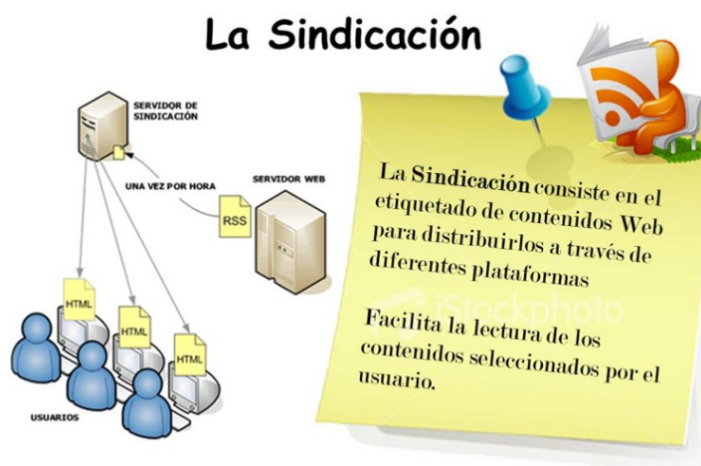 La Sindicación
SERVIDOR DE
SINDICACIÓN
UNA VEZ POR HORA
SERVIDOR WEB
RSS
HTML
HTML
HTML
USUARIOS
La Sindicación consiste en el
etiquetado de contenidos Web
para distribuirlos a través de
diferentes plataformas
iStockphoto
Facilita la lectura de los
contenidos seleccionados por el
usuario.